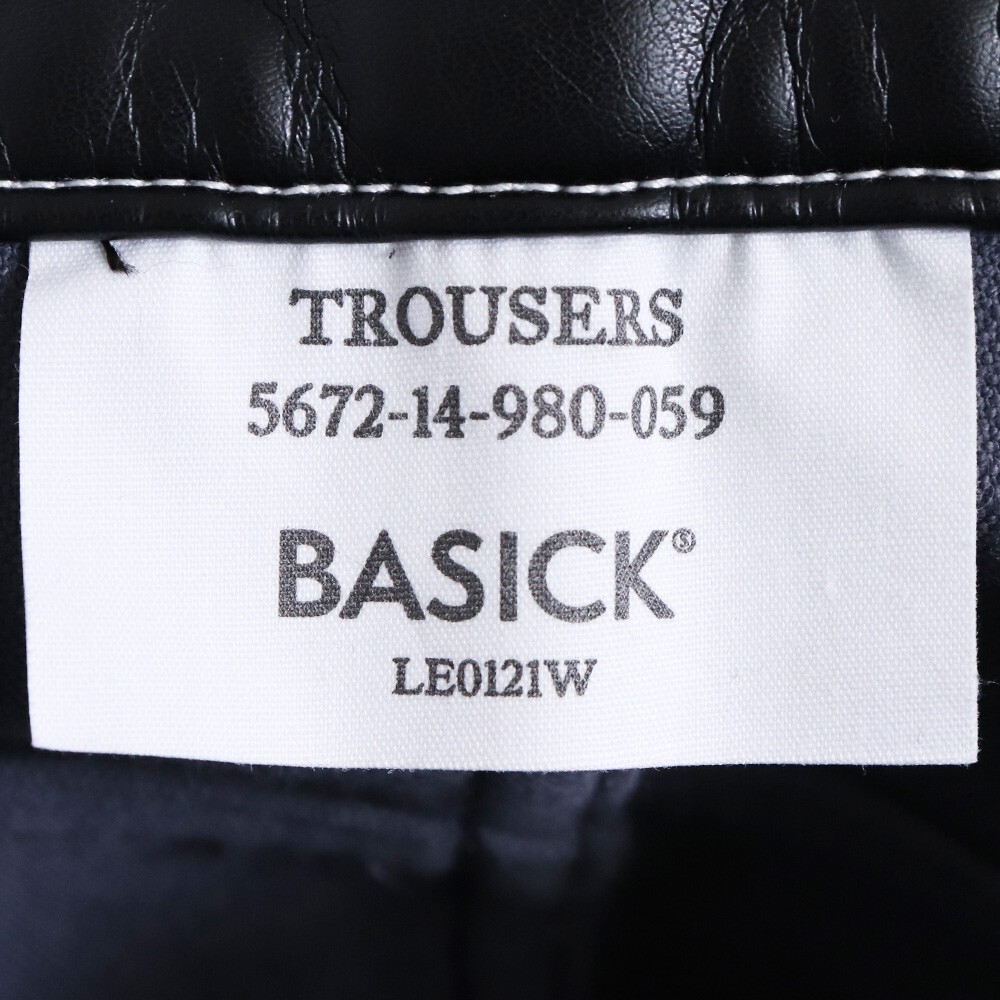 TROUSERS
5672-14-980-059
BASICK Ⓢ
LE0121W